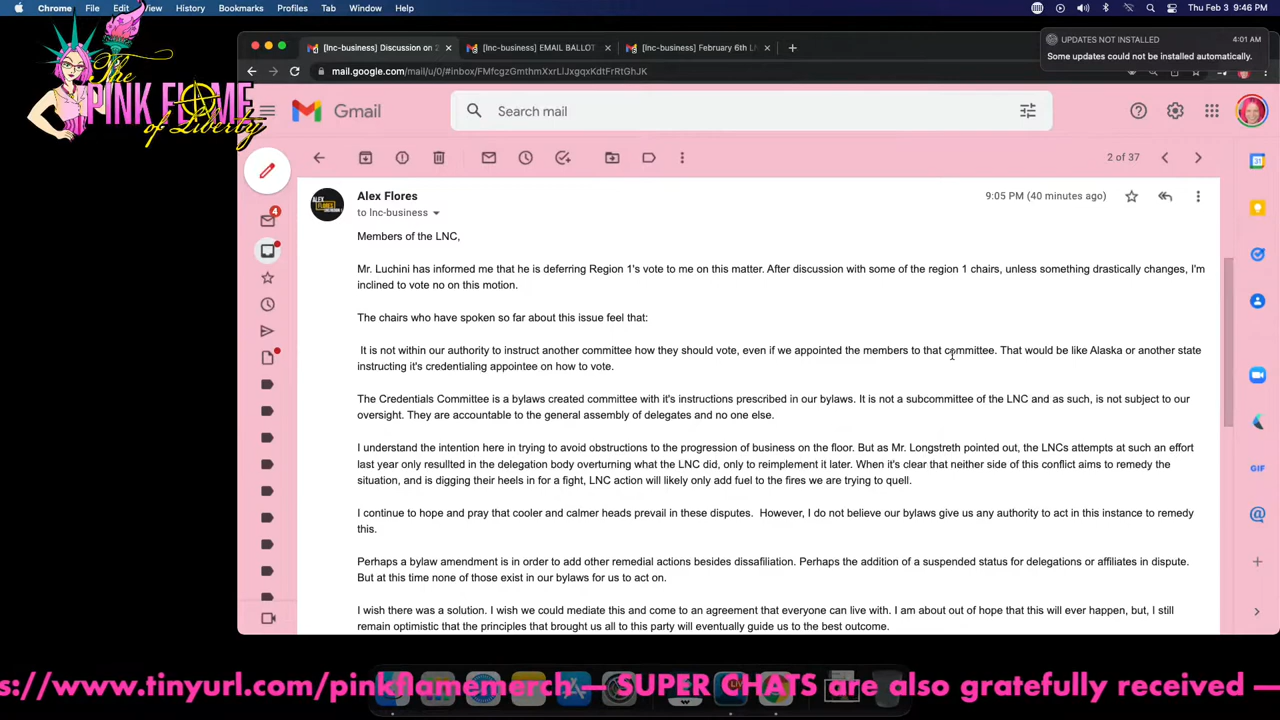 Chrome File Edit View History Bookmarks Profiles Tab Window Help
Thu Feb 3 9:46 PM
The
PINK FLAME
of Liberty
[lnc-business] Discussion on 2
[lnc-business] EMAIL BALLOT
[lnc-business] February 6th L
UPDATES NOT INSTALLED 4:01 AM
Some updates could not be installed automatically.
Gmail
Search mail
2 of 37
4
Alex Flores
9:05 PM (40 minutes ago)
to lnc-business
Members of the LNC,
Mr. Luchini has informed me that he is deferring Region 1's vote to me on this matter. After discussion with some of the region 1 chairs, unless something drastically changes, I'm
inclined to vote no on this motion.
The chairs who have spoken so far about this issue feel that:
It is not within our authority to instruct another committee how they should vote, even if we appointed the members to that committee. That would be like Alaska or another state
instructing it's credentialing appointee on how to vote.
The Credentials Committee is a bylaws created committee with it's instructions prescribed in our bylaws. It is not a subcommittee of the LNC and as such, is not subject to our
oversight. They are accountable to the general assembly of delegates and no one else.
I understand the intention here in trying to avoid obstructions to the progression of business on the floor. But as Mr. Longstreth pointed out, the LNCs attempts at such an effort
last year only resullted in the delegation body overturning what the LNC did, only to reimplement it later. When it's clear that neither side of this conflict aims to remedy the
situation, and is digging their heels in for a fight, LNC action will likely only add fuel to the fires we are trying to quell.
I continue to hope and pray that cooler and calmer heads prevail in these disputes. However, I do not believe our bylaws give us any authority to act in this instance to remedy
this.
Perhaps a bylaw amendment is in order to add other remedial actions besides dissafiliation. Perhaps the addition of a suspended status for delegations or affiliates in dispute.
But at this time none of those exist in our bylaws for us to act on.
I wish there was a solution. I wish we could mediate this and come to an agreement that everyone can live with. I am about out of hope that this will ever happen, but, I still
remain optimistic that the principles that brought us all to this party will eventually guide us to the best outcome.
GIF
s://www.tinyurl.com/pinkflamemerch — SUPER CHATS are also gratefully received —